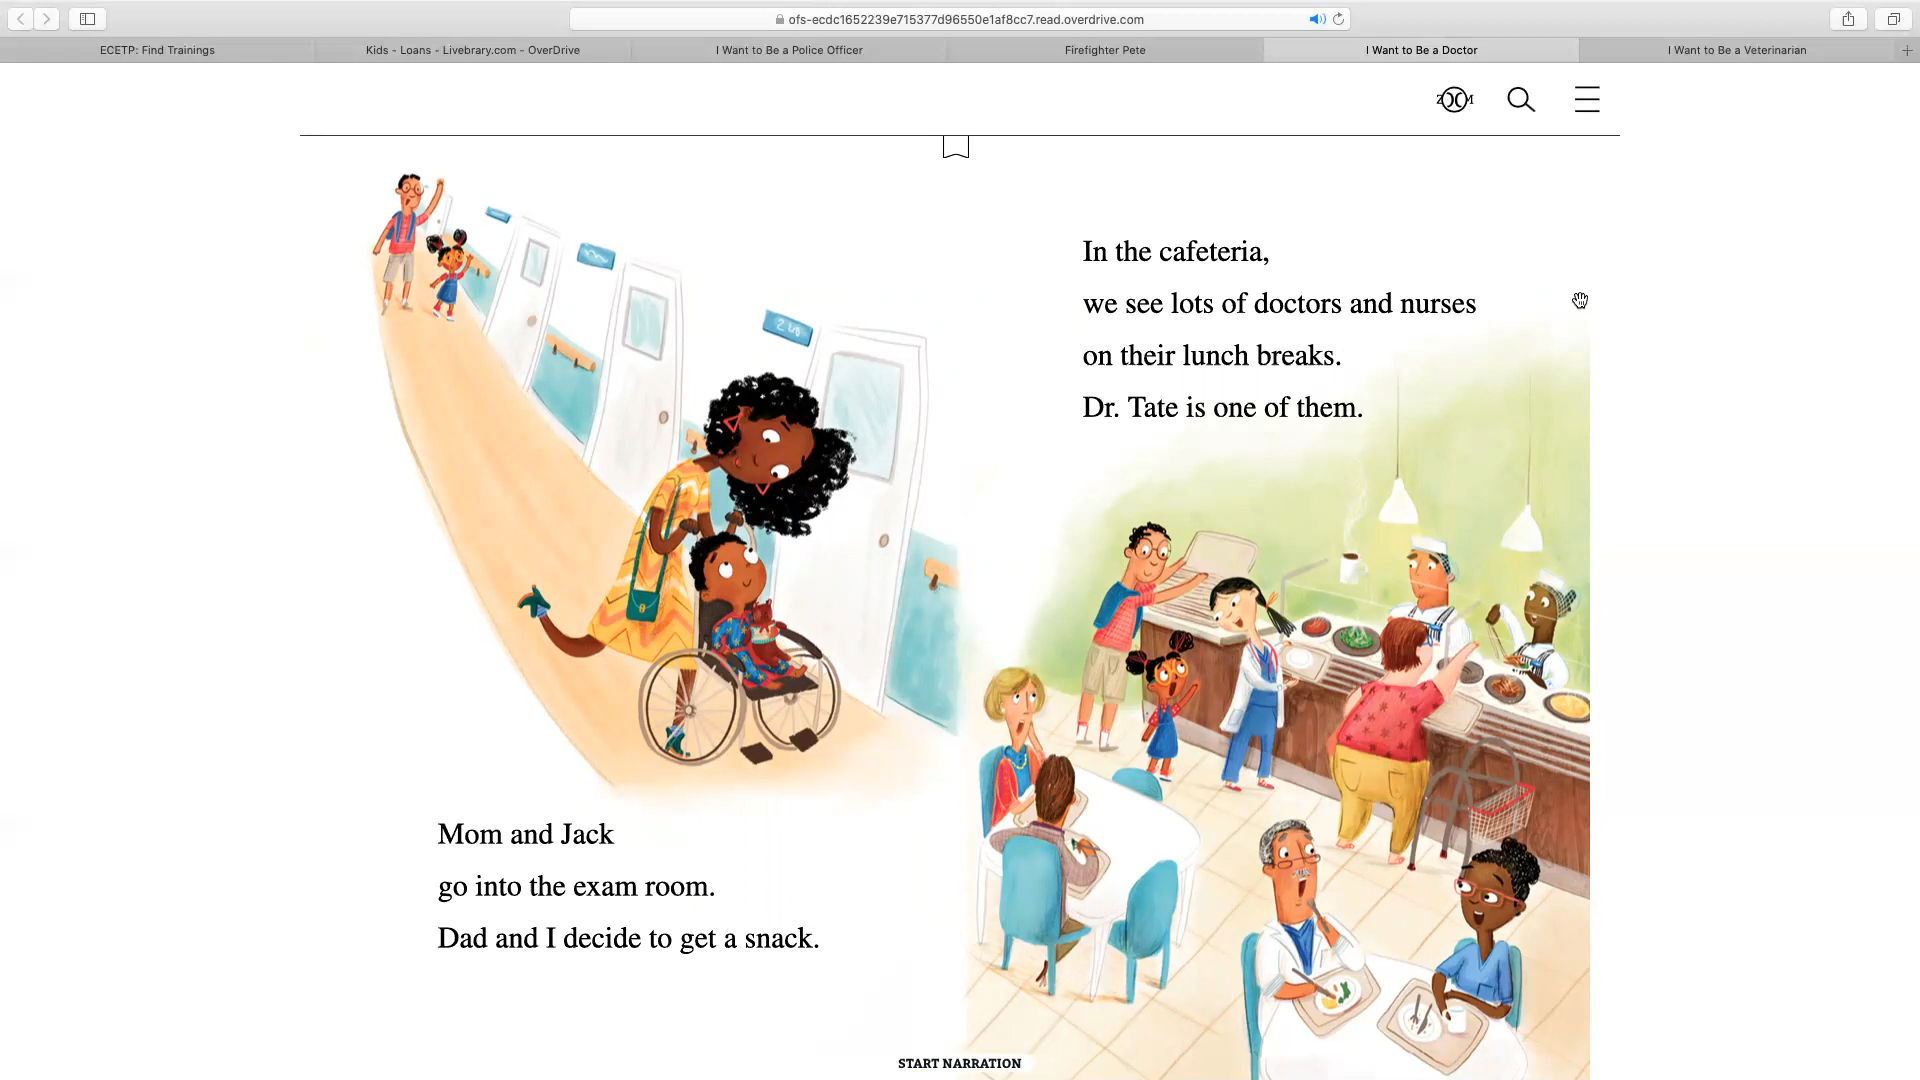 ofs-ecdc1652239e715377d96550e1af8cc7.read.overdrive.com
ECETP: Find Trainings
Kids - Loans - Livebrary.com - OverDrive
I Want to Be a Police Officer
Firefighter Pete
I Want to Be a Doctor
I Want to Be a Veterinarian
ZOOM
In the cafeteria,
we see lots of doctors and nurses
on their lunch breaks.
Dr. Tate is one of them.
Mom and Jack
go into the exam room.
Dad and I decide to get a snack.
START NARRATION